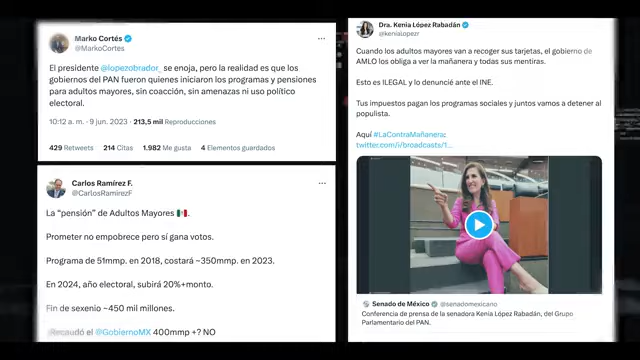 Marko Cortés
@MarkoCortes
El presidente @lopezobrador_ se enoja, pero la realidad es que los
gobiernos del PAN fueron quienes iniciaron los programas y pensiones
para adultos mayores, sin coacción, sin amenazas ni uso político
electoral.
10:12 a. m. · 9 jun. 2023 · 213,5 mil Reproducciones
429 Retweets 214 Citas 1.982 Me gusta 4 Elementos guardados
Carlos Ramírez F.
@CarlosRamirezF
La “pensión” de Adultos Mayores 🇲🇽.
Prometer no empobrece pero sí gana votos.
Programa de 51mmp. en 2018, costará ~350mmp. en 2023.
En 2024, año electoral, subirá 20%+monto.
Fin de sexenio ~450 mil millones.
Recaudó el @GobiernoMX 400mmp +? NO
Dra. Kenia López Rabadán
@kenialopezr
Cuando los adultos mayores van a recoger sus tarjetas, el gobierno de
AMLO los obliga a ver la mañanera y todas sus mentiras.
Esto es ILEGAL y lo denuncié ante el INE.
Tus impuestos pagan los programas sociales y juntos vamos a detener al
populista.
Aquí #LaContraMañanera:
twitter.com/i/broadcasts/1...
Senado de México @senadomexicano
Conferencia de prensa de la senadora Kenia López Rabadán, del Grupo
Parlamentario del PAN.